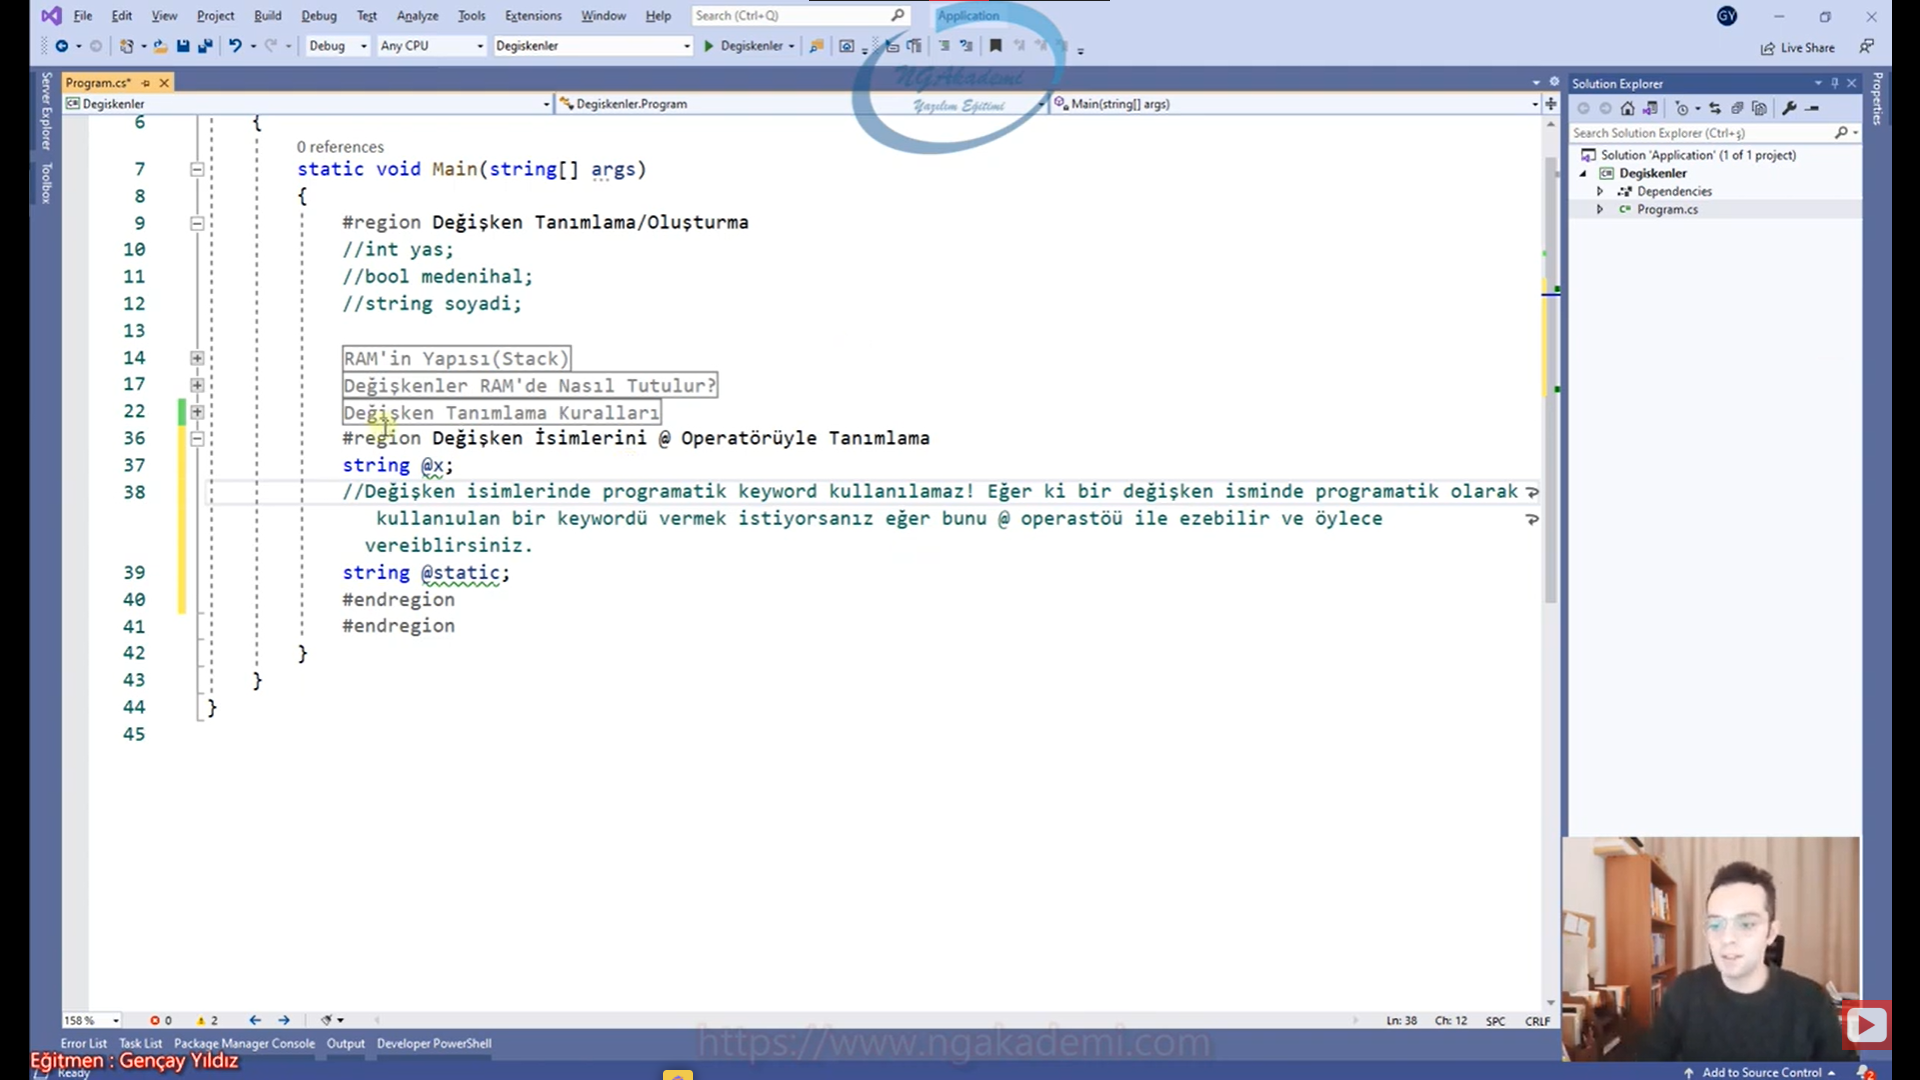 File Edit View Project Build Debug Test Analyze Tools Extensions Window Help Search (Ctrl+Q) Application GY
Debug Any CPU Degiskenler Degiskenler Live Share
NGAkademi
Yazılım Eğitimi
Server Explorer
Toolbox
Program.cs*
Degiskenler Degiskenler.Program Main(string[] args)
6 {
0 references
7 static void Main(string[] args)
8 {
9 #region Değişken Tanımlama/Oluşturma
10 //int yas;
11 //bool medenihal;
12 //string soyadi;
13
14 RAM'in Yapısı(Stack)
17 Değişkenler RAM'de Nasıl Tutulur?
22 Değişken Tanımlama Kuralları
36 #region Değişken İsimlerini @ Operatörüyle Tanımlama
37 string @x;
38 //Değişken isimlerinde programatik keyword kullanılamaz! Eğer ki bir değişken isminde programatik olarak
kullanıulan bir keywordü vermek istiyorsanız eğer bunu @ operastöü ile ezebilir ve öylece
vereiblirsiniz.
39 string @static;
40 #endregion
41 #endregion
42 }
43 }
44 }
45
Solution Explorer
Search Solution Explorer (Ctrl+ş)
Solution 'Application' (1 of 1 project)
Degiskenler
Dependencies
Program.cs
Properties
158 % 0 2 Ln: 38 Ch: 12 SPC CRLF
Error List Task List Package Manager Console Output Developer PowerShell
https://www.ngakademi.com
Eğitmen : Gençay Yıldız
Ready Add to Source Control 2